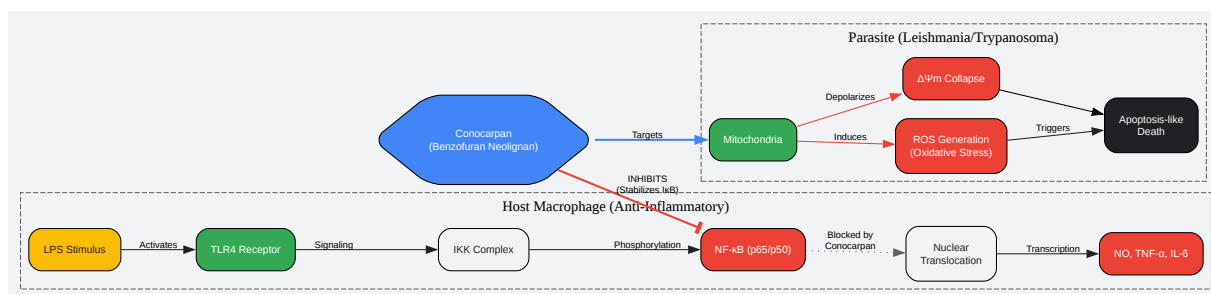 Parasite (Leishmania/Trypanosoma)
ΔΨm Collapse
Depolarizes
Conocarpan
(Benzofuran Neolignan)
Targets
Mitochondria
Induces
ROS Generation
(Oxidative Stress)
Triggers
Apoptosis-like
Death
INHIBITS
(Stabilizes IκB)
Host Macrophage (Anti-Inflammatory)
LPS Stimulus
Activates
TLR4 Receptor
Signaling
IKK Complex
Phosphorylation
NF-κB (p65/p50)
Blocked by
Conocarpan
Nuclear
Translocation
Transcription
NO, TNF-α, IL-6